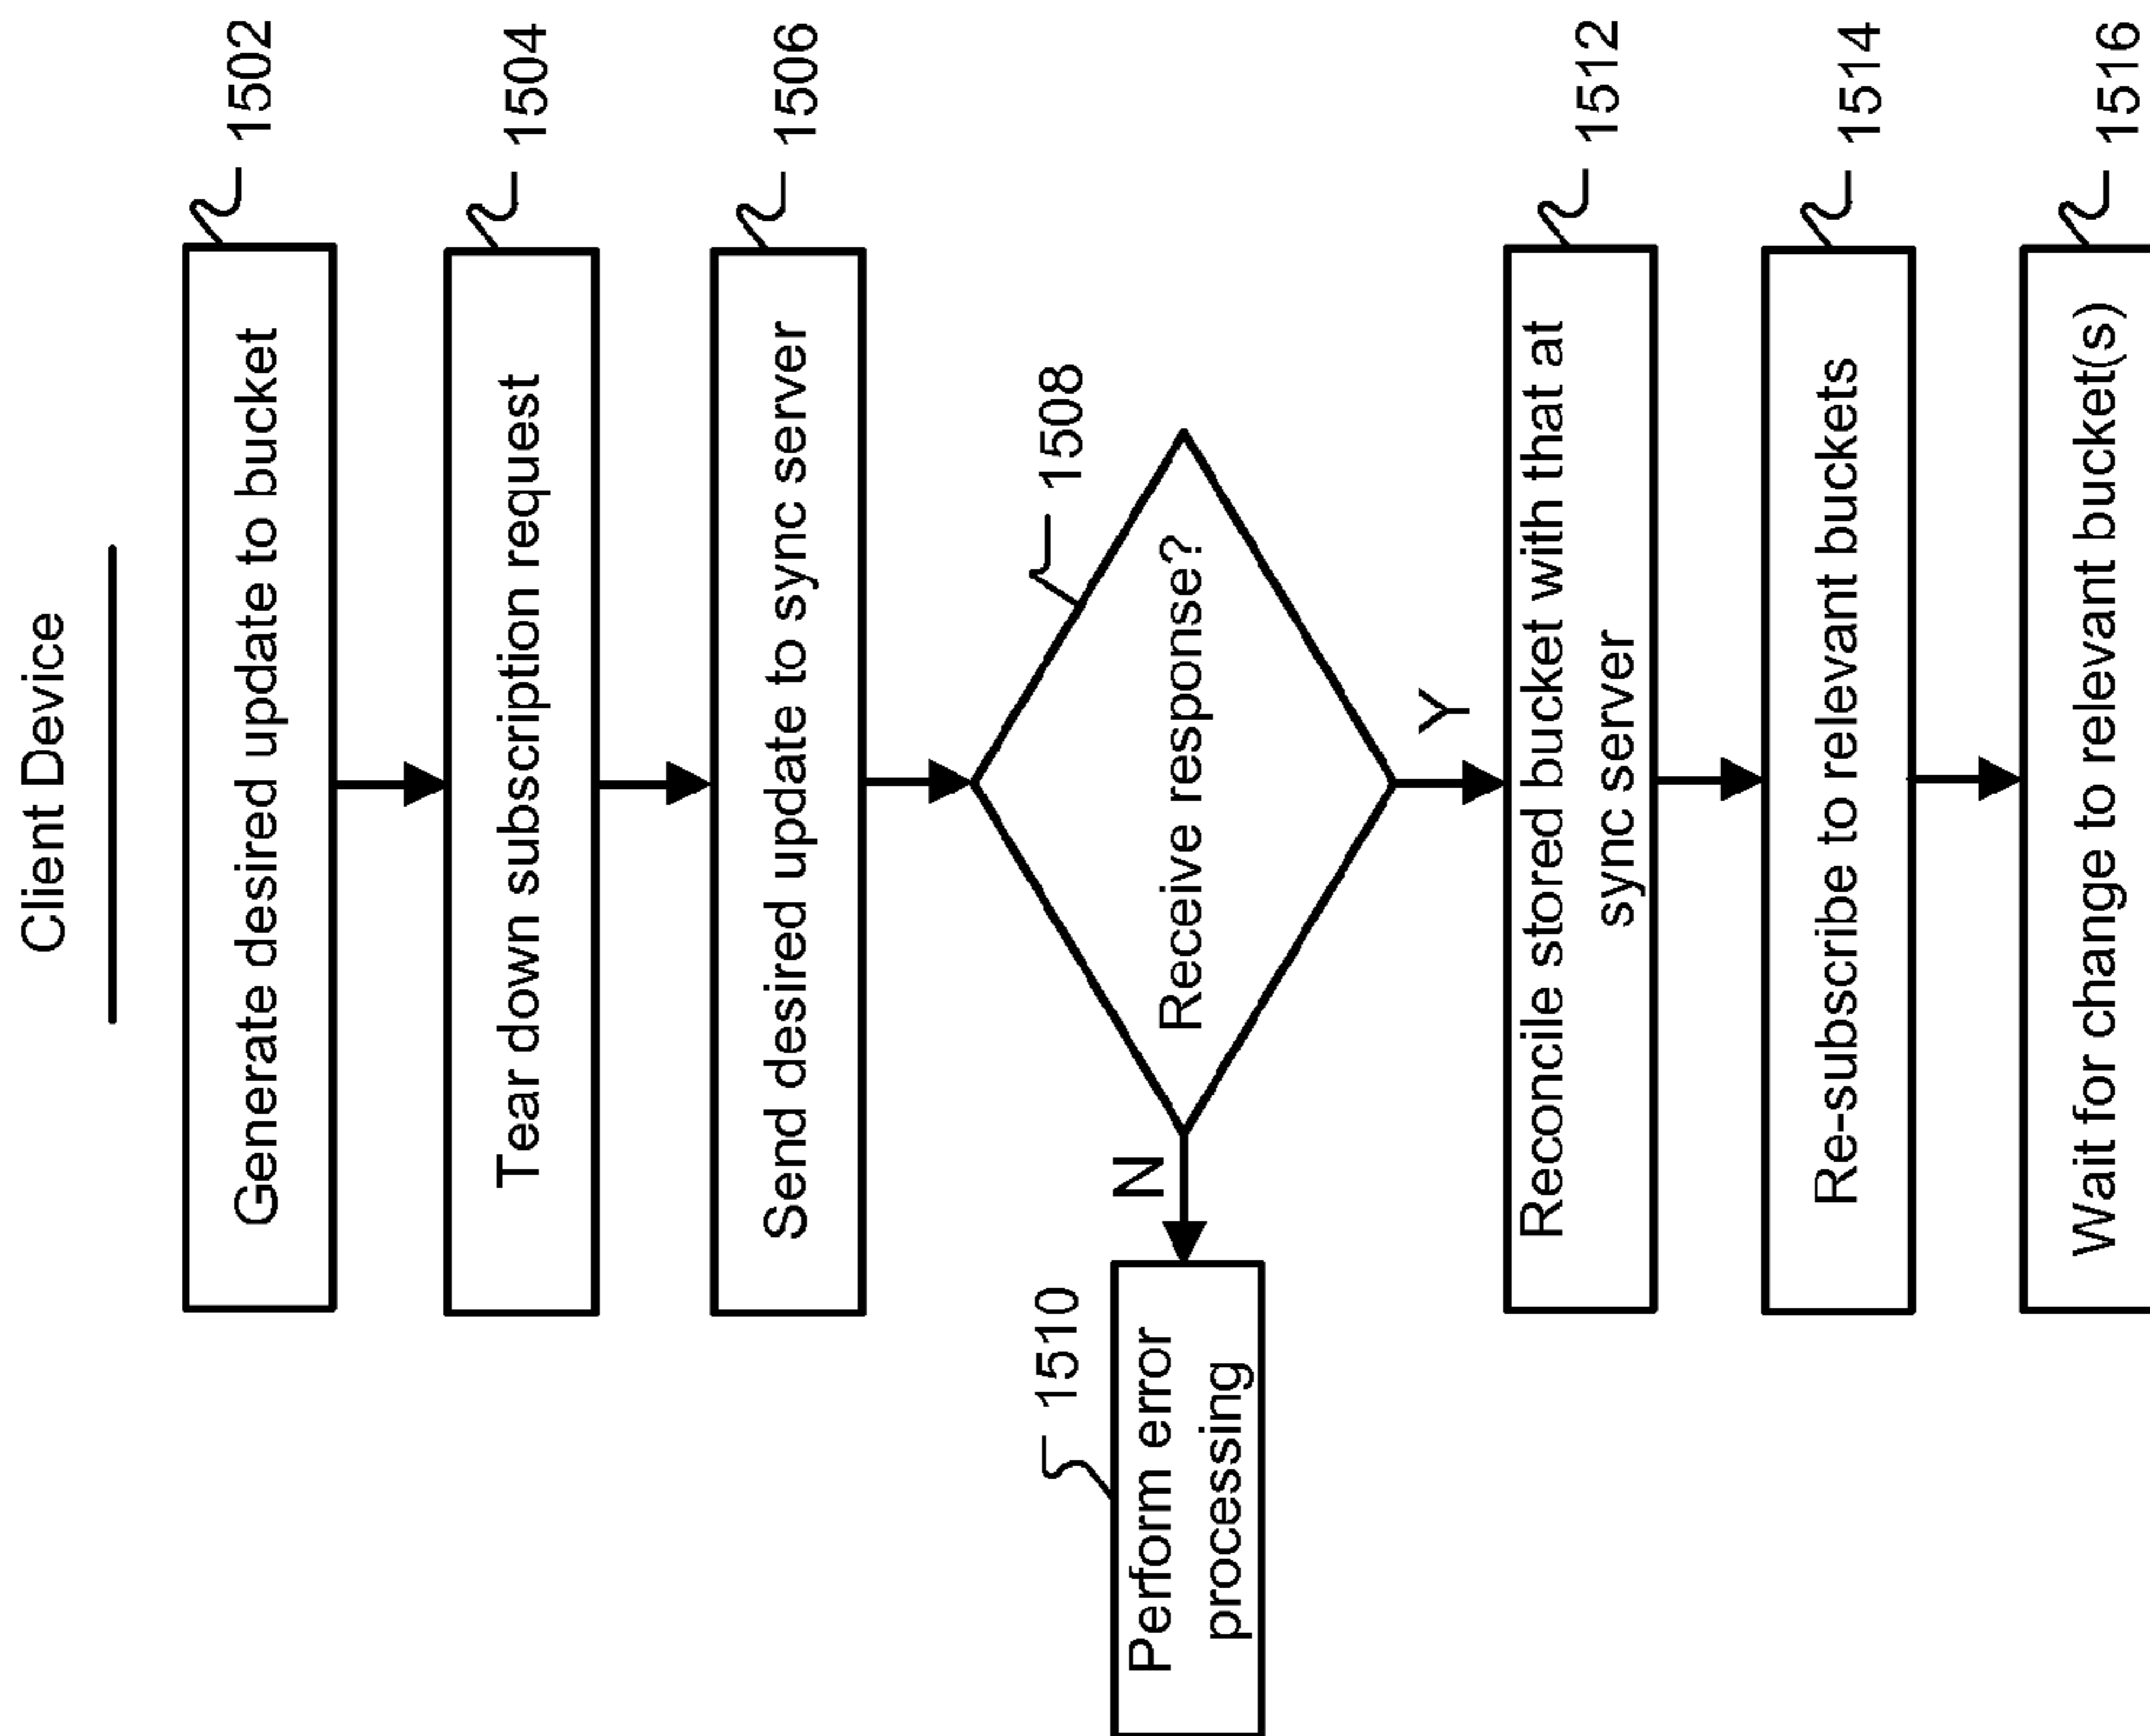 Client Device
Generate desired update to bucket
1502
Tear down subscription request
1504
Send desired update to sync server
1506
Receive response?
1508
N
Perform error
processing
1510
Y
Reconcile stored bucket with that at
sync server
1512
Re-subscribe to relevant buckets
1514
Wait for change to relevant bucket(s)
1516